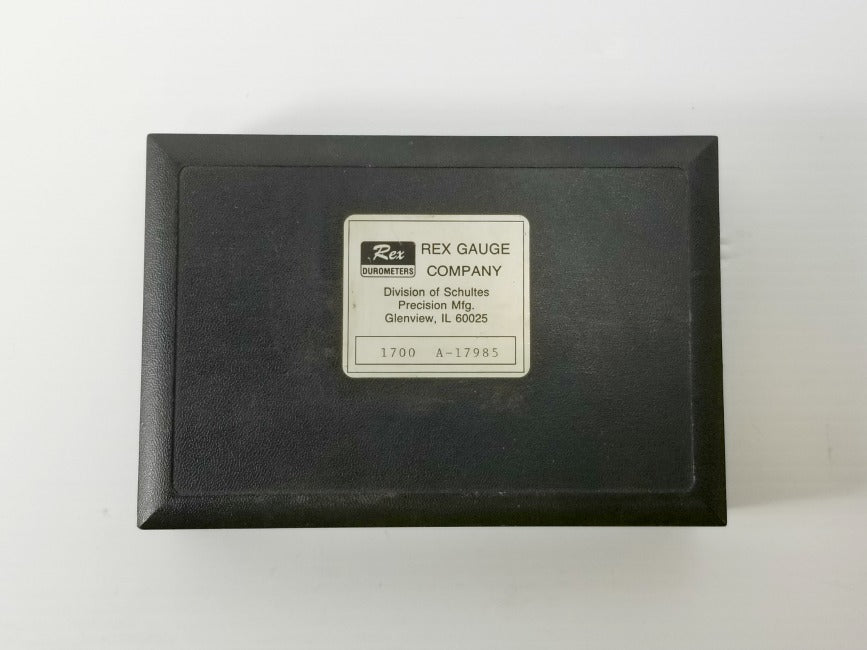 Rex
DUROMETERS
REX GAUGE
COMPANY
Division of Schultes
Precision Mfg.
Glenview, IL 60025
1700 A-17985